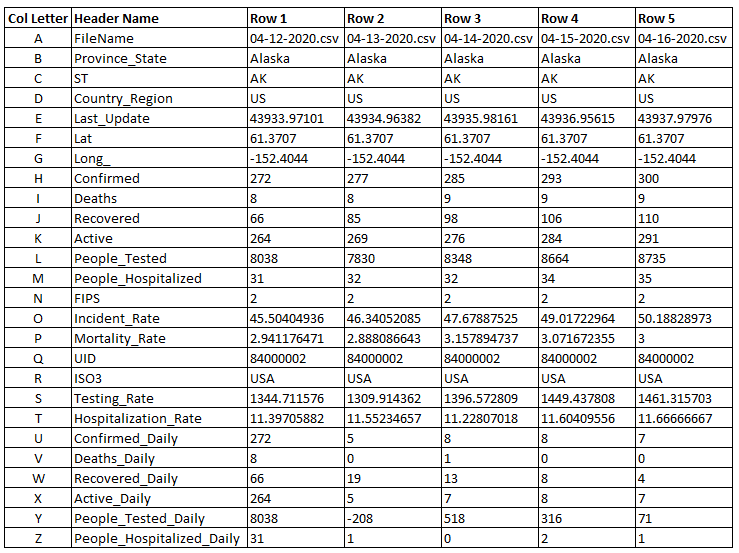 Col Letter Header Name Row 1 Row 2 Row 3 Row 4 Row 5
A FileName 04-12-2020.csv 04-13-2020.csv 04-14-2020.csv 04-15-2020.csv 04-16-2020.csv
B Province_State Alaska Alaska Alaska Alaska Alaska
C ST AK AK AK AK AK
D Country_Region US US US US US
E Last_Update 43933.97101 43934.96382 43935.98161 43936.95615 43937.97976
F Lat 61.3707 61.3707 61.3707 61.3707 61.3707
G Long_ -152.4044 -152.4044 -152.4044 -152.4044 -152.4044
H Confirmed 272 277 285 293 300
I Deaths 8 8 9 9 9
J Recovered 66 85 98 106 110
K Active 264 269 276 284 291
L People_Tested 8038 7830 8348 8664 8735
M People_Hospitalized 31 32 32 34 35
N FIPS 2 2 2 2 2
O Incident_Rate 45.50404936 46.34052085 47.67887525 49.01722964 50.18828973
P Mortality_Rate 2.941176471 2.888086643 3.157894737 3.071672355 3
Q UID 84000002 84000002 84000002 84000002 84000002
R ISO3 USA USA USA USA USA
S Testing_Rate 1344.711576 1309.914362 1396.572809 1449.437808 1461.315703
T Hospitalization_Rate 11.39705882 11.55234657 11.22807018 11.60409556 11.66666667
U Confirmed_Daily 272 5 8 8 7
V Deaths_Daily 8 0 1 0 0
W Recovered_Daily 66 19 13 8 4
X Active_Daily 264 5 7 8 7
Y People_Tested_Daily 8038 -208 518 316 71
Z People_Hospitalized_Daily 31 1 0 2 1